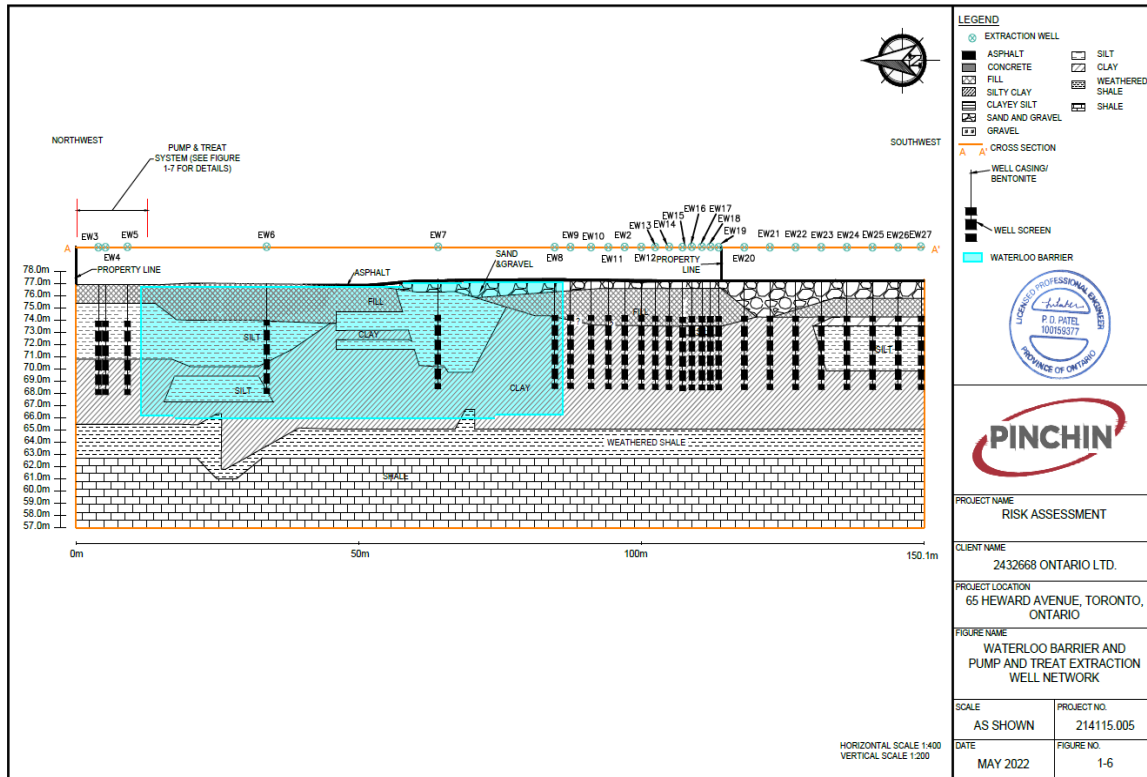 NORTHWEST
PUMP & TREAT
SYSTEM (SEE FIGURE
1-7 FOR DETAILS)
SOUTHWEST
EW16
EW15
EW17
EW13
EW14
EW18
EW19
A
EW3
EW5
EW6
EW7
EW9
EW10
EW2
EW21
EW22
EW23
EW24
EW25
EW26
EW27
A'
EW4
EW8
EW11
EW12
PROPERTY
LINE
EW20
PROPERTY LINE
ASPHALT
SAND
&GRAVEL
78.0m
77.0m
76.0m
75.0m
74.0m
73.0m
72.0m
71.0m
70.0m
69.0m
68.0m
67.0m
66.0m
65.0m
64.0m
63.0m
62.0m
61.0m
60.0m
59.0m
58.0m
57.0m
FILL
FILL
?
SILT
CLAY
SILT
SILT
CLAY
WEATHERED SHALE
SHALE
0m
50m
100m
150.1m
HORIZONTAL SCALE 1:400
VERTICAL SCALE 1:200
LEGEND
EXTRACTION WELL
ASPHALT
CONCRETE
FILL
SILTY CLAY
CLAYEY SILT
SAND AND GRAVEL
GRAVEL
SILT
CLAY
WEATHERED
SHALE
SHALE
A A' CROSS SECTION
WELL CASING/
BENTONITE
WELL SCREEN
WATERLOO BARRIER
LICENSED PROFESSIONAL ENGINEER
P. D. PATEL
100159377
PROVINCE OF ONTARIO
PINCHIN
PROJECT NAME
RISK ASSESSMENT
CLIENT NAME
2432668 ONTARIO LTD.
PROJECT LOCATION
65 HEWARD AVENUE, TORONTO,
ONTARIO
FIGURE NAME
WATERLOO BARRIER AND
PUMP AND TREAT EXTRACTION
WELL NETWORK
SCALE
AS SHOWN
PROJECT NO.
214115.005
DATE
MAY 2022
FIGURE NO.
1-6